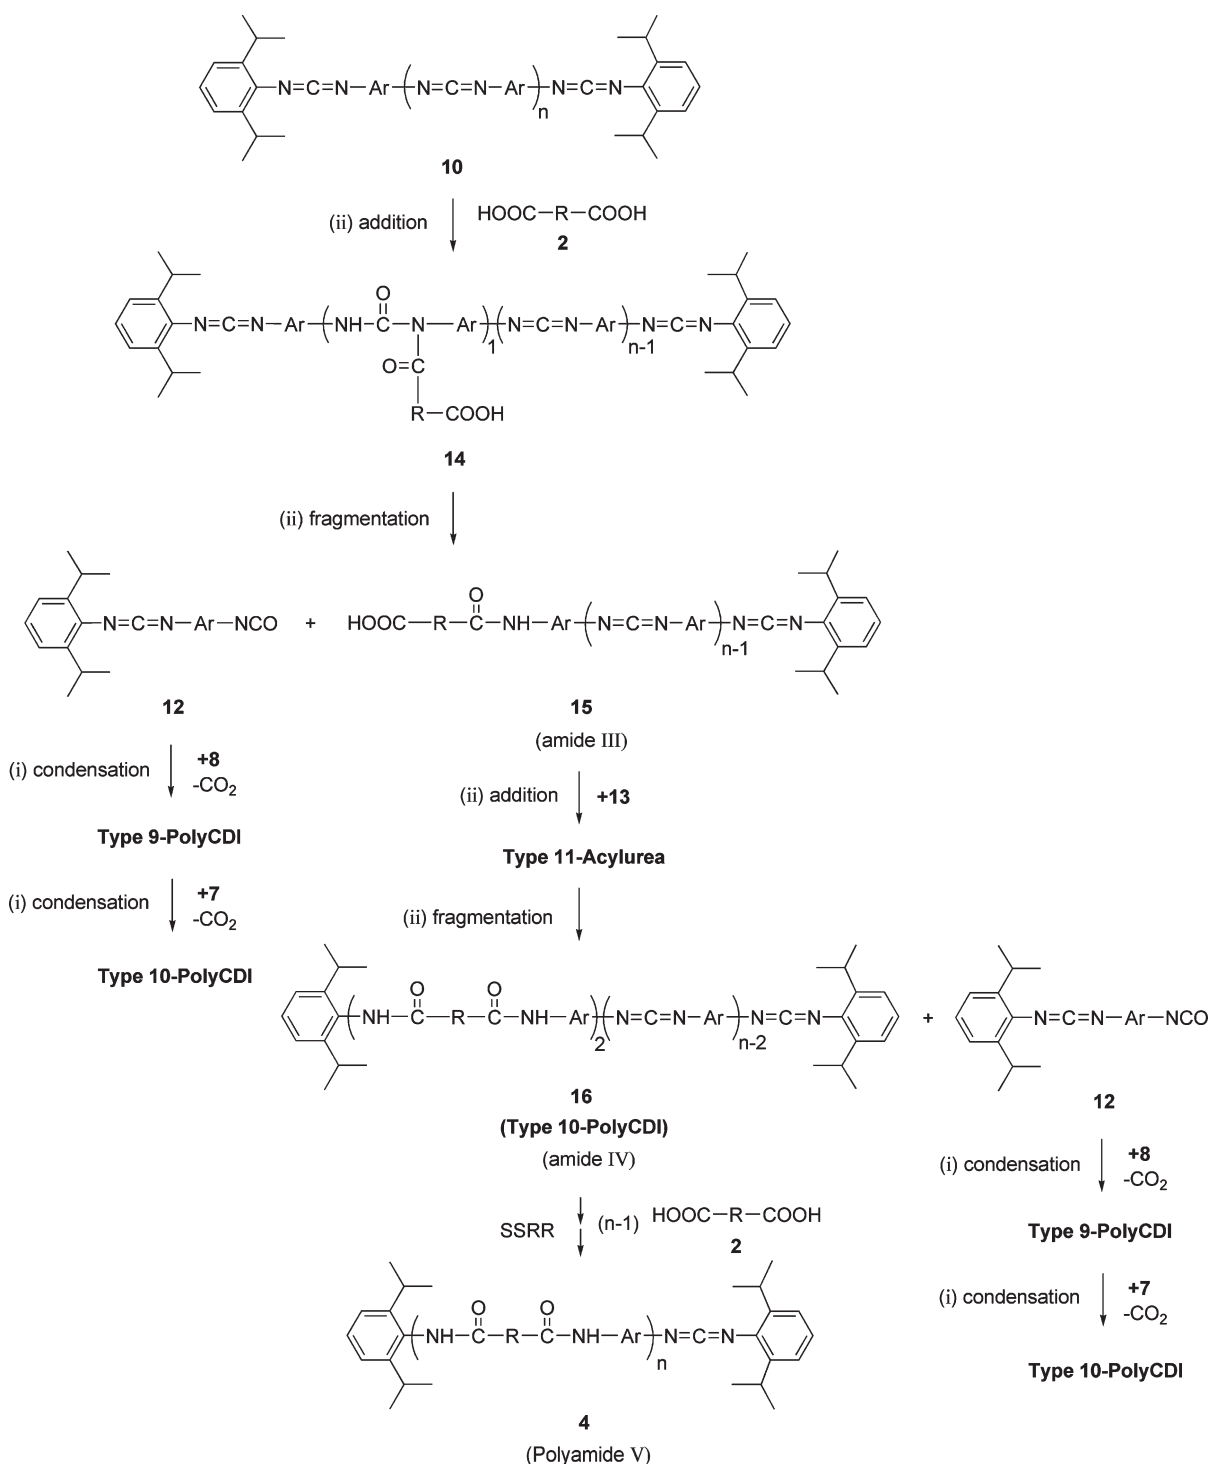 N=C=N—Ar—(N=C=N—Ar)n—N=C=N
10
(ii) addition
HOOC—R—COOH
2
N=C=N—Ar—(NH—C—N—Ar)1(N=C=N—Ar)n-1—N=C=N
O
O=C
R—COOH
14
(ii) fragmentation
N=C=N—Ar—NCO
+
O
HOOC—R—C—NH—Ar—(N=C=N—Ar)n-1—N=C=N
12
15
(amide III)
(i) condensation
+8
-CO2
(ii) addition
+13
Type 9-PolyCDI
Type 11-Acylurea
(i) condensation
+7
-CO2
(ii) fragmentation
Type 10-PolyCDI
O O
(NH—C—R—C—NH—Ar)2(N=C=N—Ar)n-2—N=C=N
+
N=C=N—Ar—NCO
16
12
(Type 10-PolyCDI)
(amide IV)
(i) condensation
+8
-CO2
SSRR
(n-1)
HOOC—R—COOH
2
Type 9-PolyCDI
(i) condensation
+7
-CO2
O O
(NH—C—R—C—NH—Ar)n—N=C=N
Type 10-PolyCDI
4
(Polyamide V)